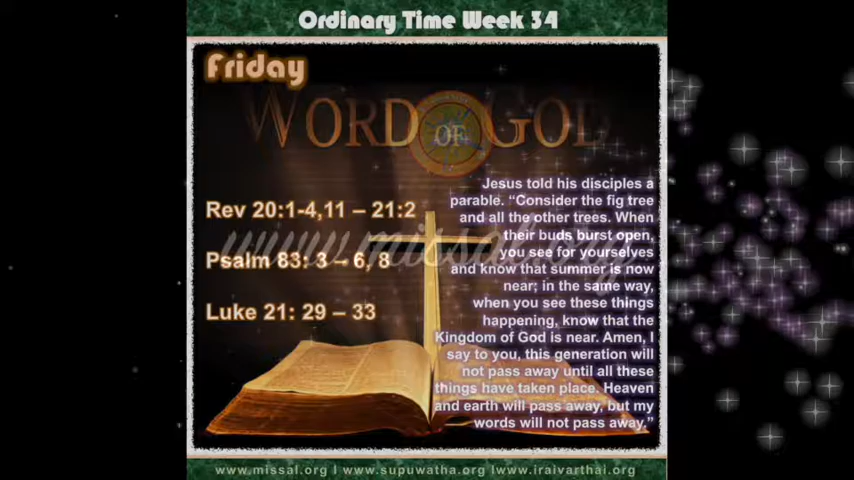 Ordinary Time Week 34
Friday
WORD OF GOD
Rev 20:1-4,11 – 21:2
Psalm 83: 3 – 6, 8
Luke 21: 29 – 33
Jesus told his disciples a
parable. “Consider the fig tree
and all the other trees. When
their buds burst open,
you see for yourselves
and know that summer is now
near; in the same way,
when you see these things
happening, know that the
Kingdom of God is near. Amen, I
say to you, this generation will
not pass away until all these
things have taken place. Heaven
and earth will pass away, but my
words will not pass away.”
www.missal.org
www.missal.org | www.supuwatha.org |www.iraivarthai.org